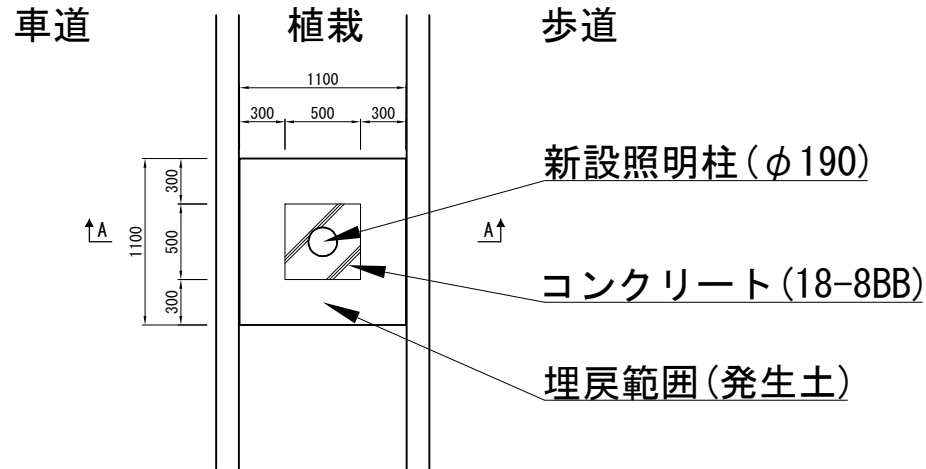 車道 植栽 歩道
1100
300 500 300
新設照明柱(φ190)
300
A A
1100 500
コンクリート(18-8BB)
300
埋戻範囲(発生土)